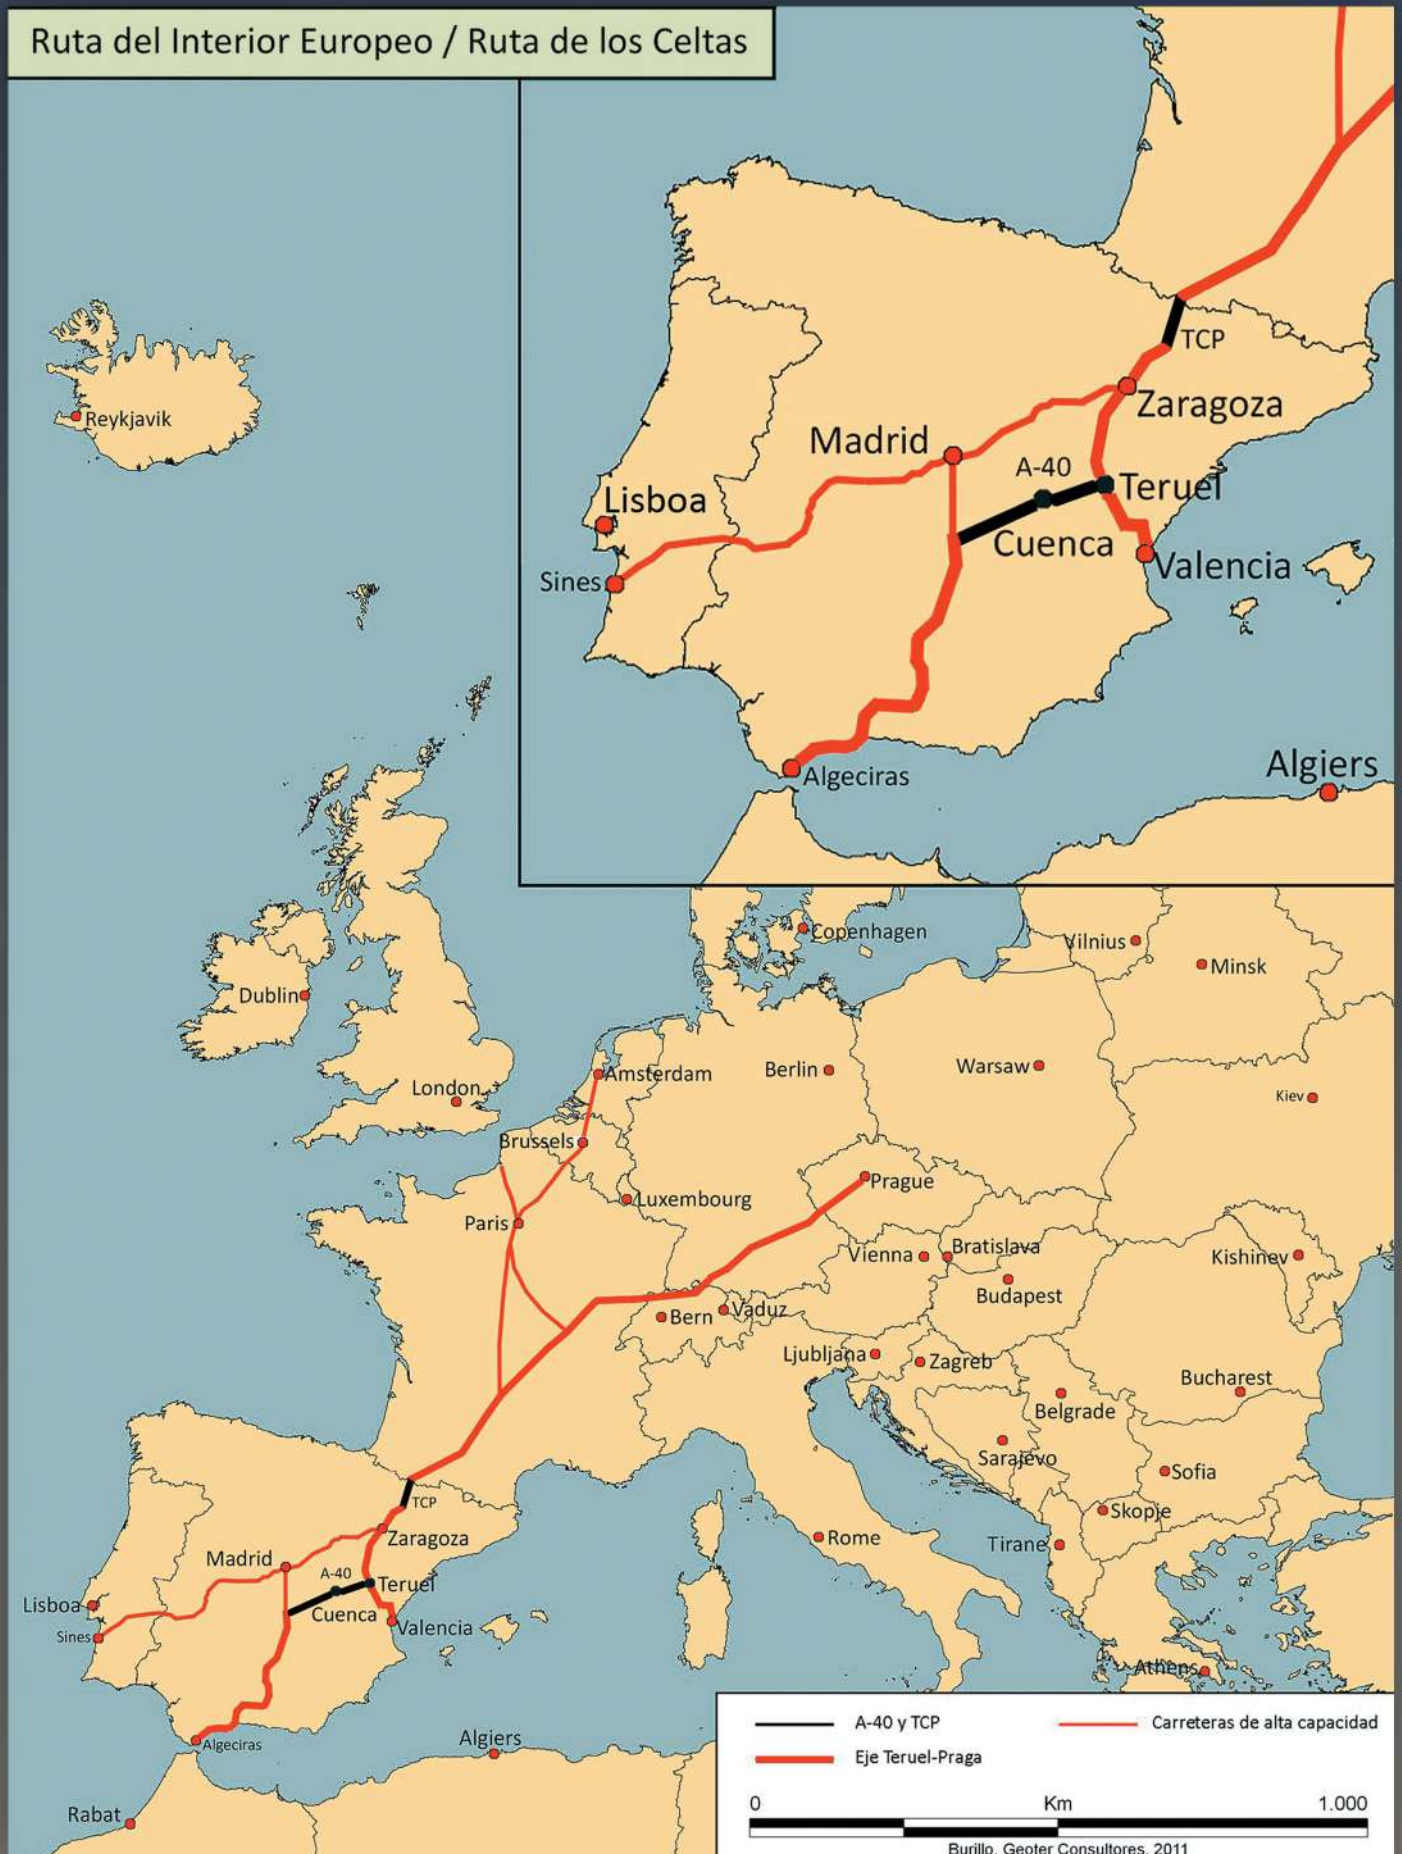 Ruta del Interior Europeo / Ruta de los Celtas
TCP
Zaragoza
Madrid
A-40
Teruel
Lisboa
Cuenca
Valencia
Sines
Algeciras
Algiers
Reykjavik
Copenhagen
Vilnius
Minsk
Dublin
Amsterdam
Berlin
Warsaw
London
Kiev
Brussels
Prague
Luxembourg
Paris
Vienna
Bratislava
Kishinev
Budapest
Bern
Vaduz
Ljubljana
Zagreb
Bucharest
Belgrade
Sarajevo
Sofia
TCP
Skopje
Zaragoza
Rome
Tirane
Madrid
A-40
Teruel
Lisboa
Cuenca
Valencia
Sines
Athens
Algeciras
Algiers
Rabat
A-40 y TCP
Carreteras de alta capacidad
Eje Teruel-Praga
0 Km 1.000
Burillo. Geoter Consultores. 2011